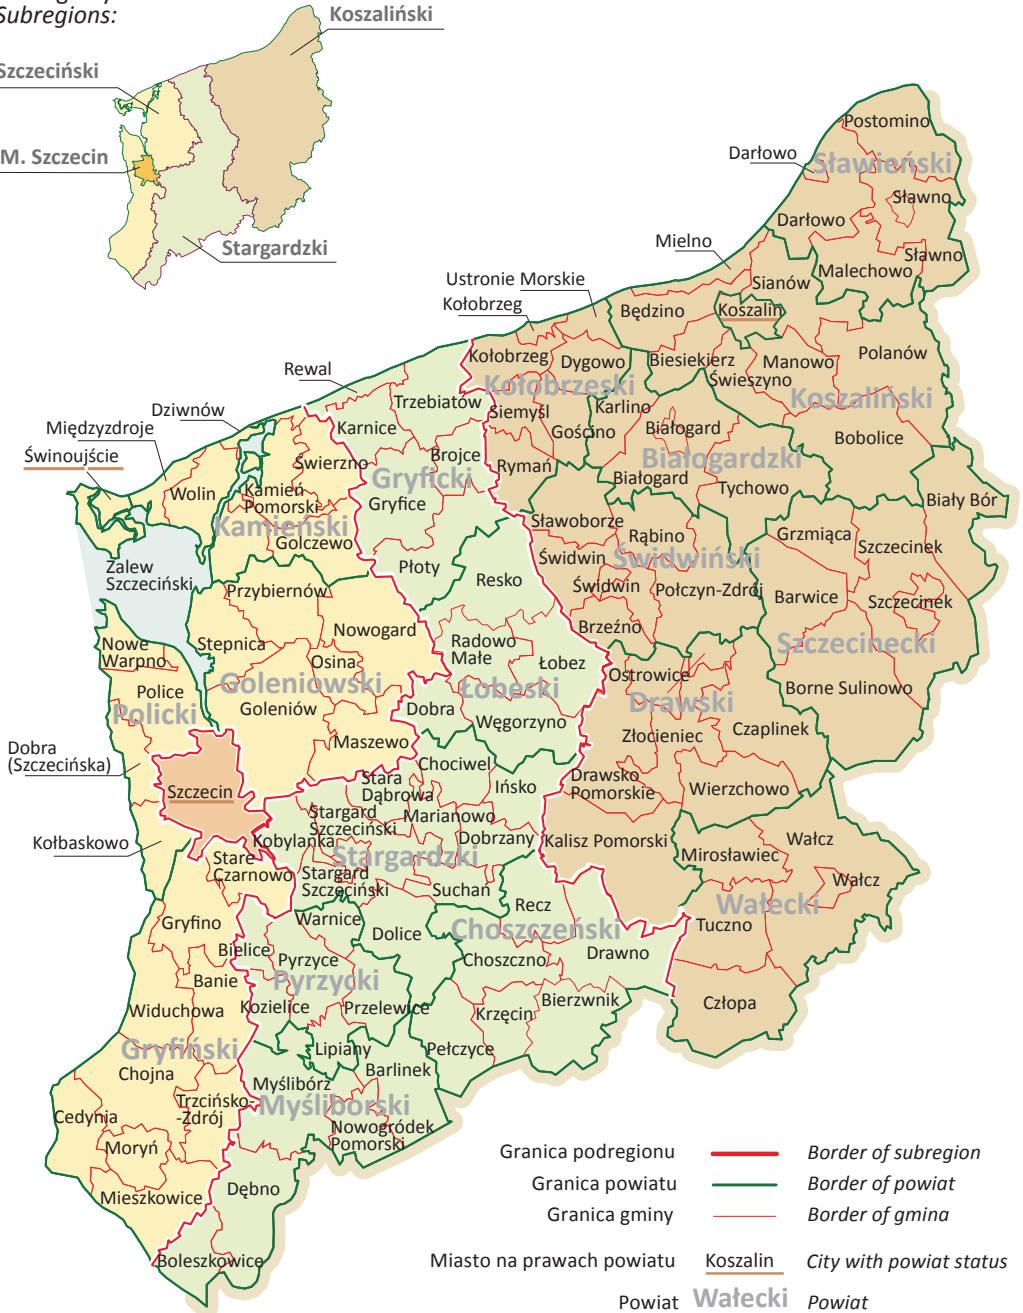 Subregions:
Koszaliński
Szczeciński
M. Szczecin
Stargardzki
Postomino
Darłowo
Sławieński
Sławno
Darłowo
Mielno
Sławno
Malechowo
Sianów
Ustronie Morskie
Kołobrzeg
Będzino
Koszalin
Kołobrzeg
Dygowo
Biesiekierz
Manowo
Polanów
Świeszyno
Rewal
Kołobrzeski
Koszaliński
Trzebiatów
Siemyśl
Karlino
Dziwnów
Karnice
Gościno
Białogard
Bobolice
Międzyzdroje
Świnoujście
Brojce
Białogardzki
Świerzno
Rymań
Gryficki
Białogard
Tychowo
Wolin
Kamień
Pomorski
Gryfice
Biały Bór
Kamieński
Sławoborze
Rąbino
Grzmiąca
Golczewo
Szczecinek
Świdwin
Świdwiński
Zalew
Szczeciński
Płoty
Resko
Przybiernów
Świdwin
Połczyn-Zdrój
Barwice
Szczecinek
Brzeźno
Nowogard
Stepnica
Nowe
Warpno
Radowo
Małe
Szczecinecki
Osina
Łobez
Ostrowice
Police
Goleniowski
Łobeski
Borne Sulinowo
Policki
Goleniów
Dobra
Drawski
Węgorzyno
Czaplinek
Złocieniec
Maszewo
Dobra
(Szczecińska)
Chociwel
Stara
Dąbrowa
Drawsko
Pomorskie
Ińsko
Szczecin
Wierzchowo
Stargard
Szczeciński
Marianowo
Kołbaskowo
Kobylanka
Dobrzany
Kalisz Pomorski
Wałcz
Stargardzki
Mirosławiec
Stare
Czarnowo
Stargard
Szczeciński
Wałcz
Suchań
Recz
Wałecki
Gryfino
Warnice
Choszczeński
Tuczno
Dolice
Bielice
Pyrzyce
Choszczno
Drawno
Banie
Pyrzycki
Kozielice
Przelewice
Bierzwnik
Człopa
Widuchowa
Krzęcin
Gryfiński
Lipiany
Pełczyce
Chojna
Barlinek
Myślibórz
Trzcińsko-
-Zdrój
Myśliborski
Cedynia
Nowogródek
Pomorski
Moryń
Mieszkowice
Dębno
Boleszkowice
Granica podregionu Border of subregion
Granica powiatu Border of powiat
Granica gminy Border of gmina
Miasto na prawach powiatu Koszalin City with powiat status
Powiat Wałecki Powiat